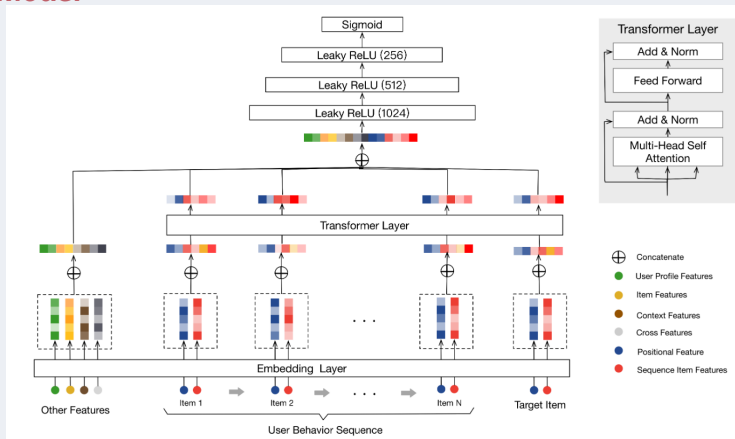 Sigmoid
Leaky ReLU (256)
Leaky ReLU (512)
Leaky ReLU (1024)
Transformer Layer
Embedding Layer
Other Features
Item 1
Item 2
. . .
. . .
Item N
Target Item
User Behavior Sequence
Transformer Layer
Add & Norm
Feed Forward
Add & Norm
Multi-Head Self
Attention
Concatenate
User Profile Features
Item Features
Context Features
Cross Features
Positional Feature
Sequence Item Features